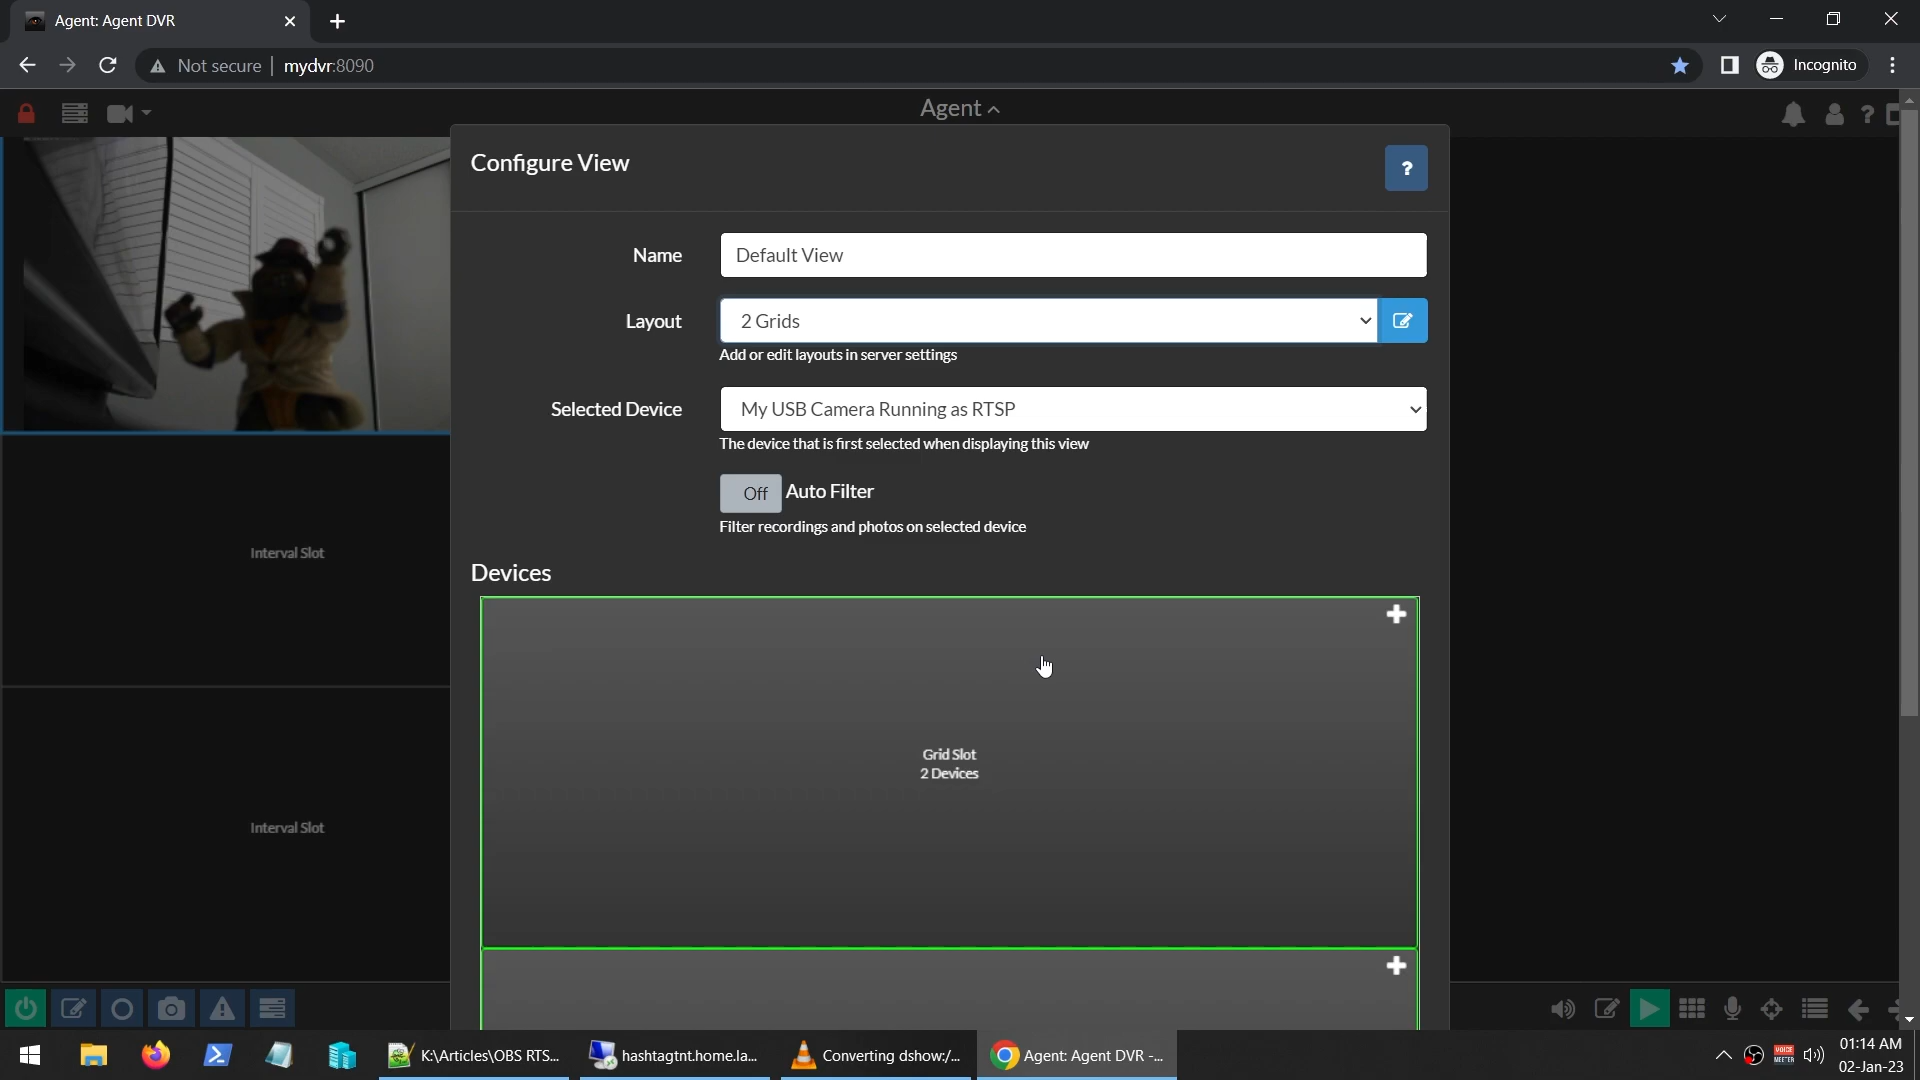 Agent: Agent DVR
Not secure
mydvr:8090
Incognito
Agent
?
Configure View
?
Name
Default View
Layout
2 Grids
Add or edit layouts in server settings
Selected Device
My USB Camera Running as RTSP
The device that is first selected when displaying this view
Off
Auto Filter
Filter recordings and photos on selected device
Devices
Grid Slot
2 Devices
Interval Slot
Interval Slot
K:\Articles\OBS RTS...
hashtagtnt.home.la...
Converting dshow:/...
Agent: Agent DVR -...
01:14 AM
02-Jan-23